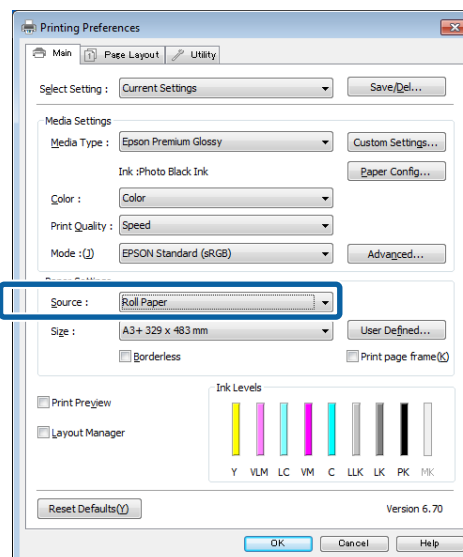 Printing Preferences
Main Page Layout Utility
Select Setting : Current Settings Save/Del...
Media Settings
Media Type : Epson Premium Glossy Custom Settings...
Ink :Photo Black Ink Paper Config...
Color : Color
Print Quality : Speed
Mode :(J) EPSON Standard (sRGB) Advanced...
Source : Roll Paper
Size : A3+ 329 x 483 mm User Defined...
Borderless Print page frame(K)
Ink Levels
Print Preview
Layout Manager
Y VLM LC VM C LLK LK PK MK
Reset Defaults(Y) Version 6.70
OK Cancel Help